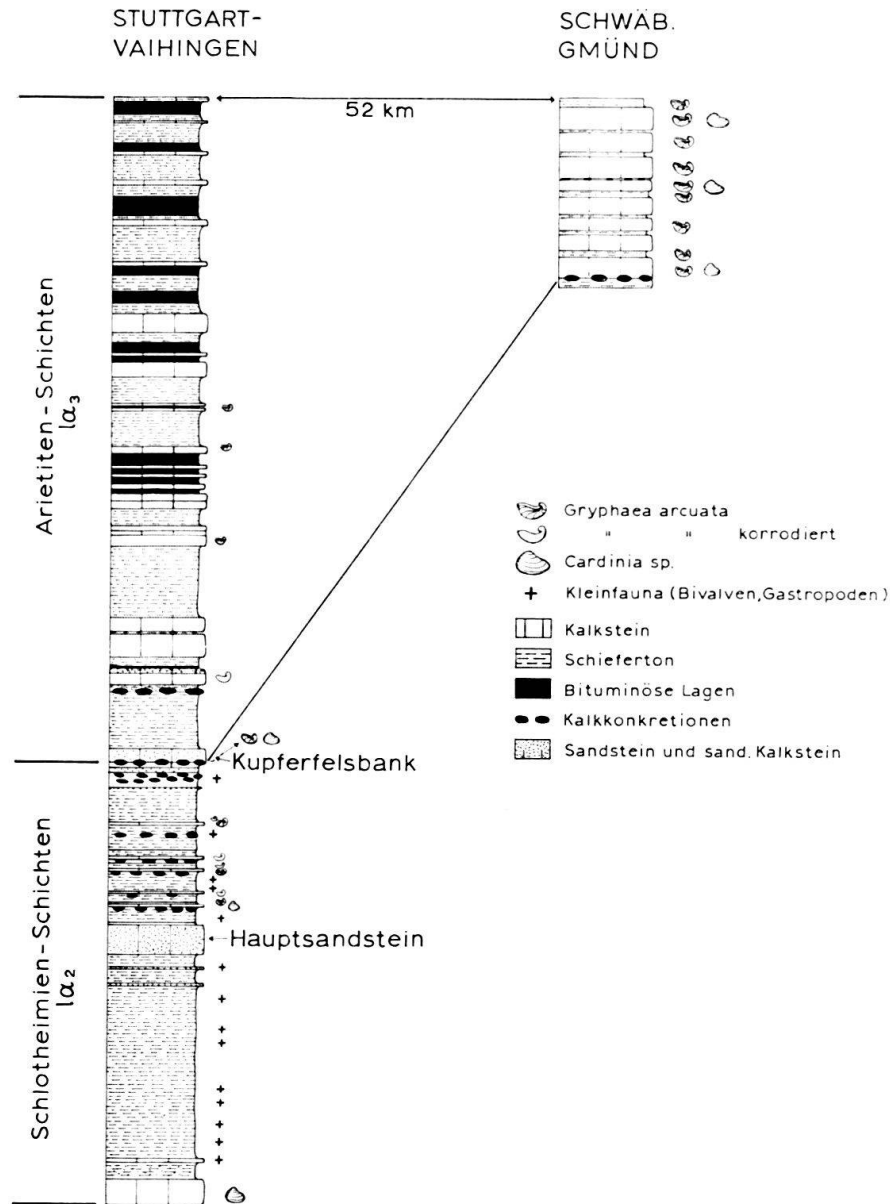 STUTTGART-
VAIHINGEN
SCHWÄB.
GMÜND
52 km
Arietiten-Schichten
lα₃
Gryphaea arcuata
" " korrodiert
Cardinia sp.
Kleinfauna (Bivalven, Gastropoden)
Kalkstein
Schieferton
Bituminöse Lagen
Kalkkonkretionen
Sandstein und sand. Kalkstein
Kupferfelsbank
Hauptsandstein
Schlotheimien-Schichten
lα₂